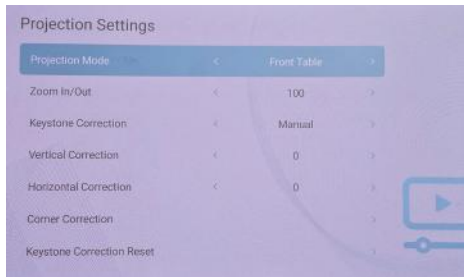 Projection Settings
Projection Mode < Front Table >
Zoom In/Out < 100 >
Keystone Correction < Manual >
Vertical Correction < 0 >
Horizontal Correction < 0 >
Corner Correction >
Keystone Correction Reset >